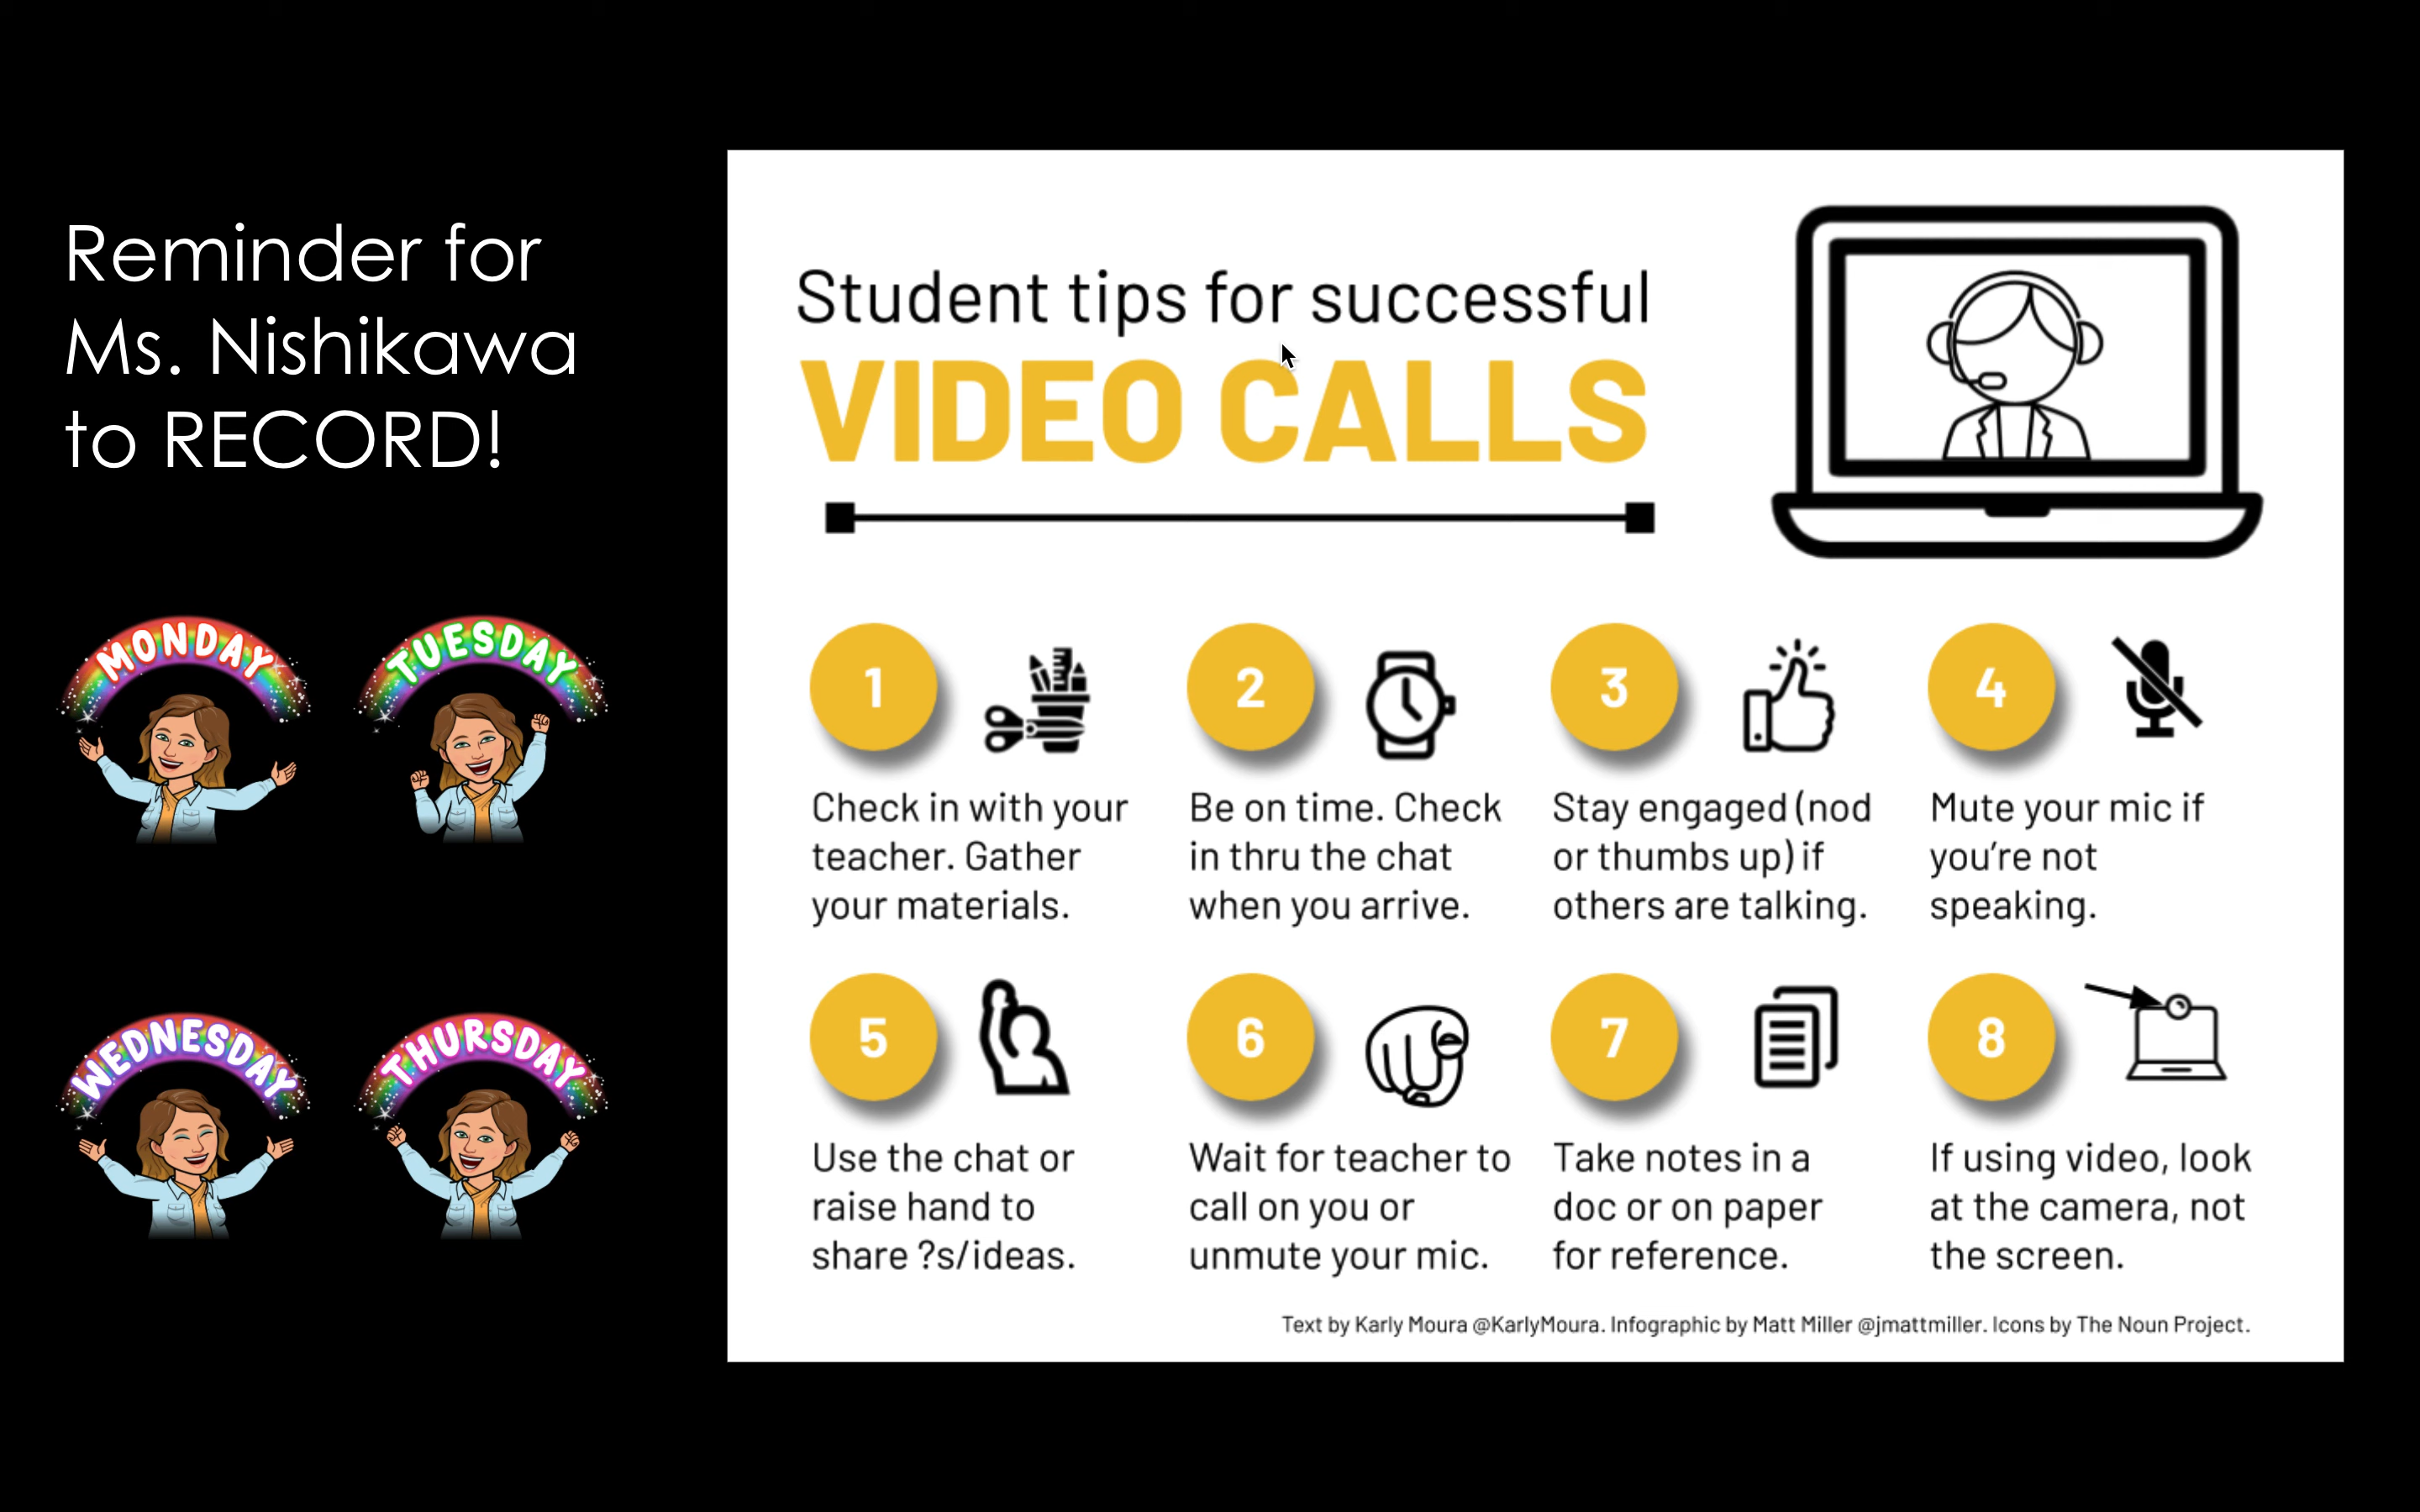 Reminder for
Ms. Nishikawa
to RECORD!
MONDAY
TUESDAY
WEDNESDAY
THURSDAY
Student tips for successful
VIDEO CALLS
1
Check in with your
teacher. Gather
your materials.
2
Be on time. Check
in thru the chat
when you arrive.
3
Stay engaged (nod
or thumbs up) if
others are talking.
4
Mute your mic if
you're not
speaking.
5
Use the chat or
raise hand to
share ?s/ideas.
6
Wait for teacher to
call on you or
unmute your mic.
7
Take notes in a
doc or on paper
for reference.
8
If using video, look
at the camera, not
the screen.
Text by Karly Moura @KarlyMoura. Infographic by Matt Miller @jmattmiller. Icons by The Noun Project.